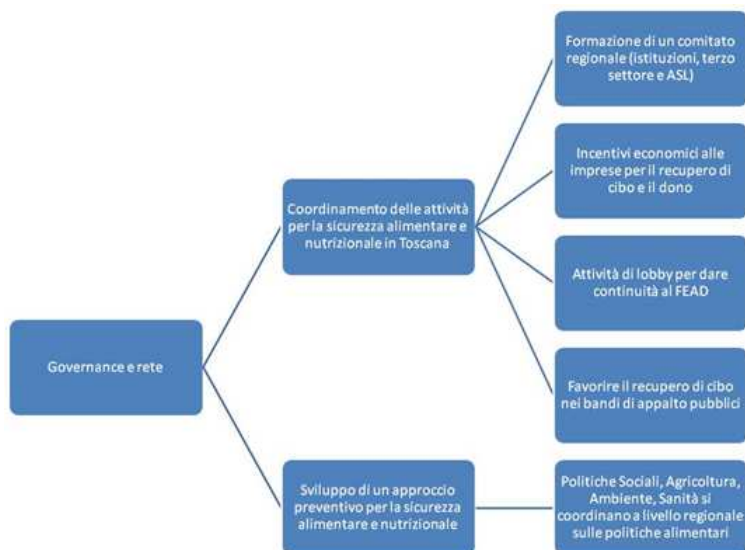 Governance e rete
Coordinamento delle attività
per la sicurezza alimentare e
nutrizionale in Toscana
Formazione di un comitato
regionale (istituzioni, terzo
settore e ASL)
Incentivi economici alle
imprese per il recupero di
cibo e il dono
Attività di lobby per dare
continuità al FEAD
Favorire il recupero di cibo
nei bandi di appalto pubblici
Sviluppo di un approccio
preventivo per la sicurezza
alimentare e nutrizionale
Politiche Sociali, Agricoltura,
Ambiente, Sanità si
coordinano a livello regionale
sulle politiche alimentari